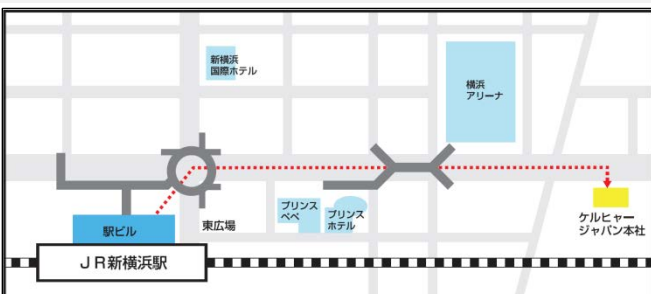 新横浜
国際ホテル
横浜
アリーナ
プリンス
ペペ
プリンス
ホテル
ケルヒャー
ジャパン本社
東広場
駅ビル
JR新横浜駅